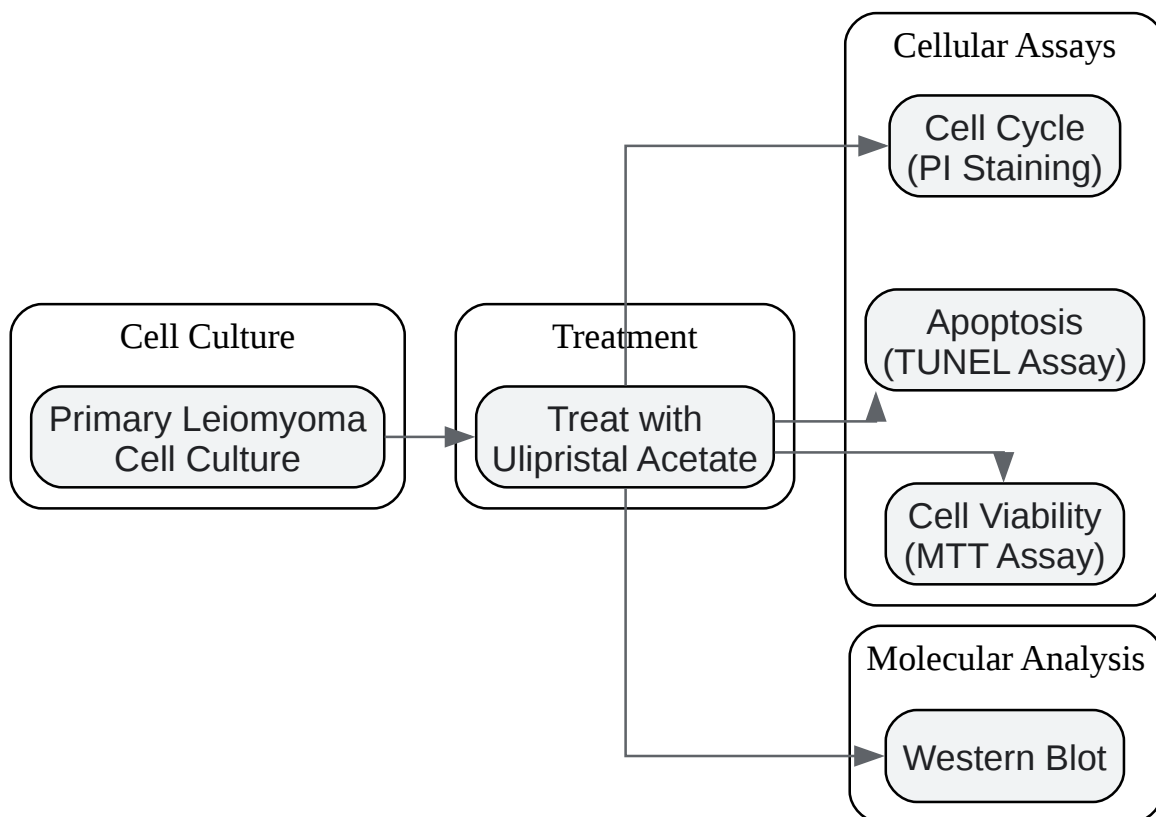 Cell Culture
Primary Leiomyoma
Cell Culture
Treatment
Treat with
Ulipristal Acetate
Cellular Assays
Cell Cycle
(PI Staining)
Apoptosis
(TUNEL Assay)
Cell Viability
(MTT Assay)
Molecular Analysis
Western Blot